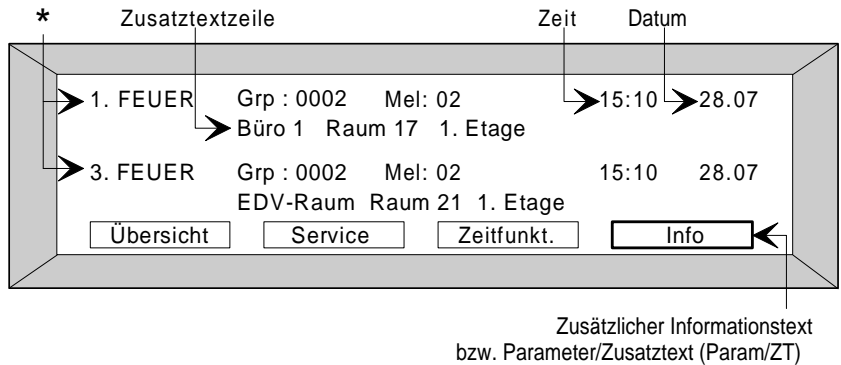 * Zusatztextzeile Zeit Datum
1. FEUER Grp : 0002 Mel: 02 15:10 28.07
Büro 1 Raum 17 1. Etage
3. FEUER Grp : 0002 Mel: 02 15:10 28.07
EDV-Raum Raum 21 1. Etage
Übersicht Service Zeitfunkt. Info
Zusätzlicher Informationstext
bzw. Parameter/Zusatztext (Param/ZT)